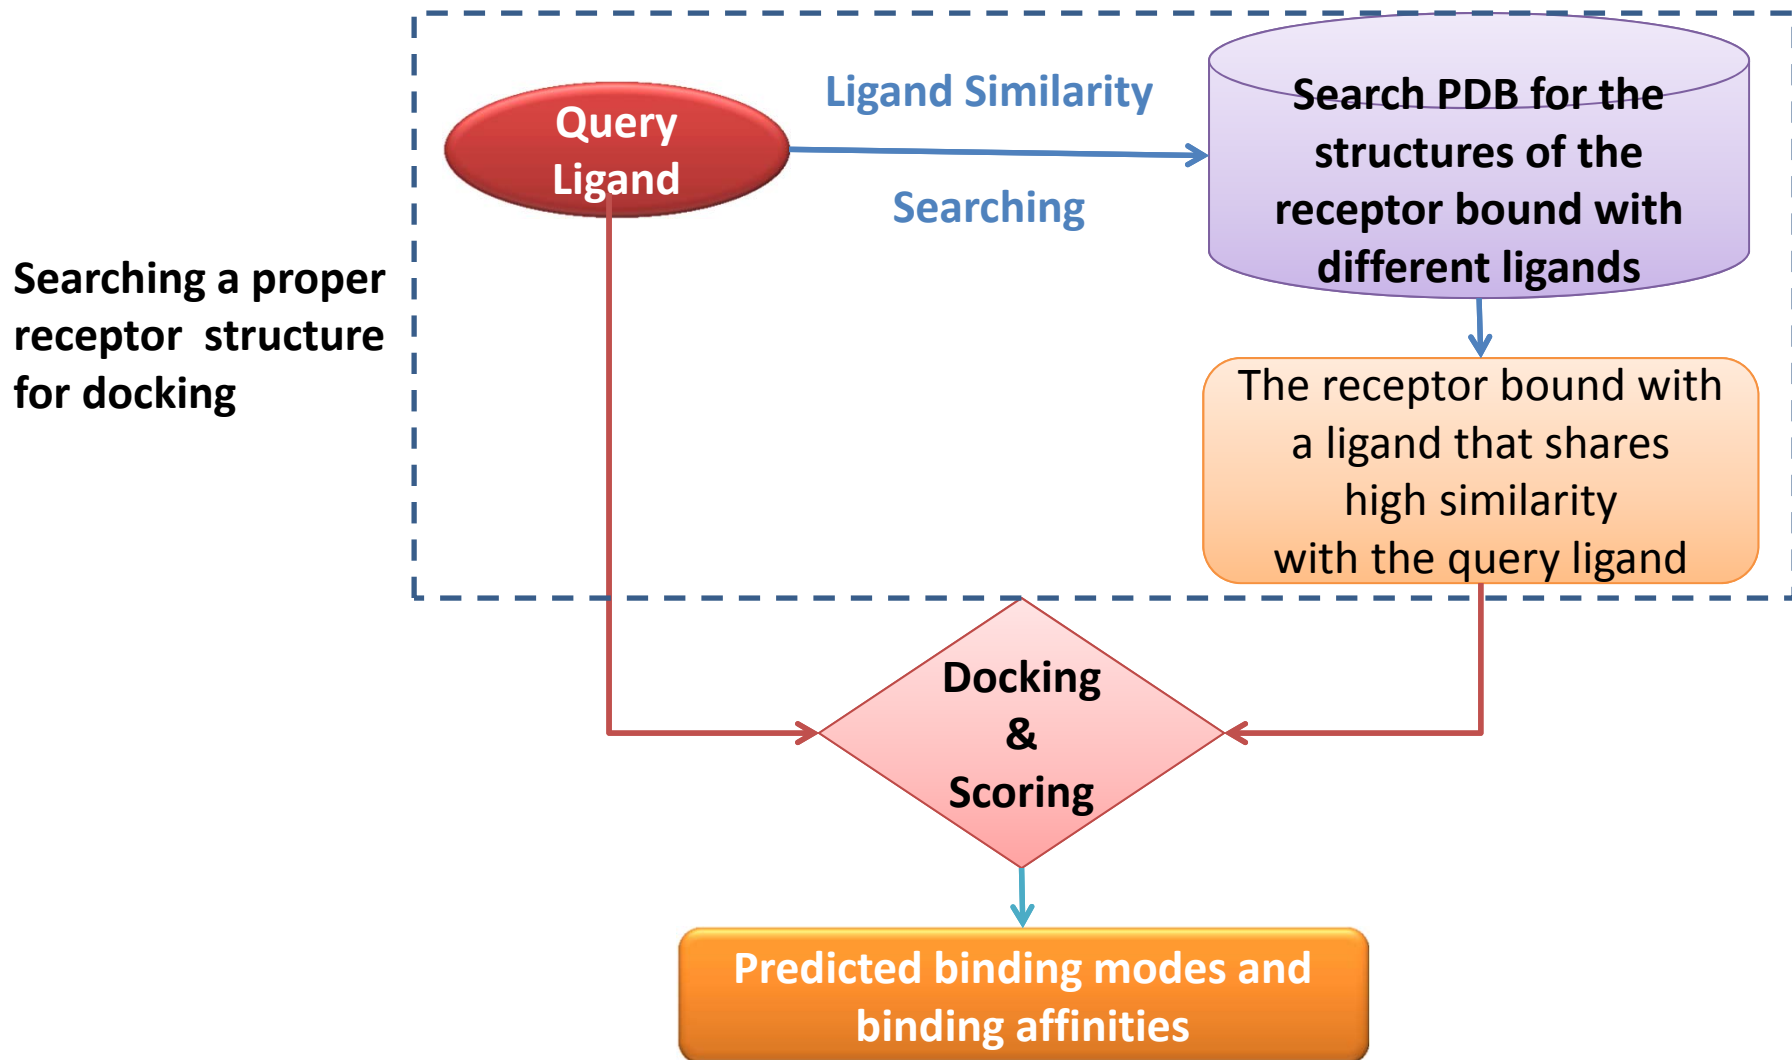 Query
Ligand
Ligand Similarity
Searching
Search PDB for the
structures of the
receptor bound with
different ligands
Searching a proper
receptor structure
for docking
The receptor bound with
a ligand that shares
high similarity
with the query ligand
Docking
&
Scoring
Predicted binding modes and
binding affinities